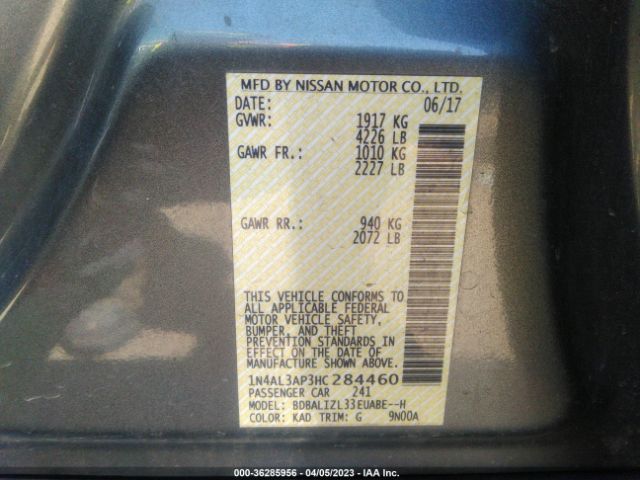 MFD BY NISSAN MOTOR CO., LTD.
DATE: 06/17
GVWR: 1917 KG
4226 LB
GAWR FR.: 1010 KG
2227 LB
GAWR RR.: 940 KG
2072 LB
THIS VEHICLE CONFORMS TO
ALL APPLICABLE FEDERAL
MOTOR VEHICLE SAFETY,
BUMPER, AND THEFT
PREVENTION STANDARDS
IN EFFECT ON THE DATE OF
MANUFACTURE SHOWN ABOVE.
1N4AL3AP3HC284460
PASSENGER CAR 241
MODEL: BDBALIZL33EUABE--H
COLOR: KAD TRIM: G 9N00A
000-36285956 - 04/05/2023 - IAA Inc.